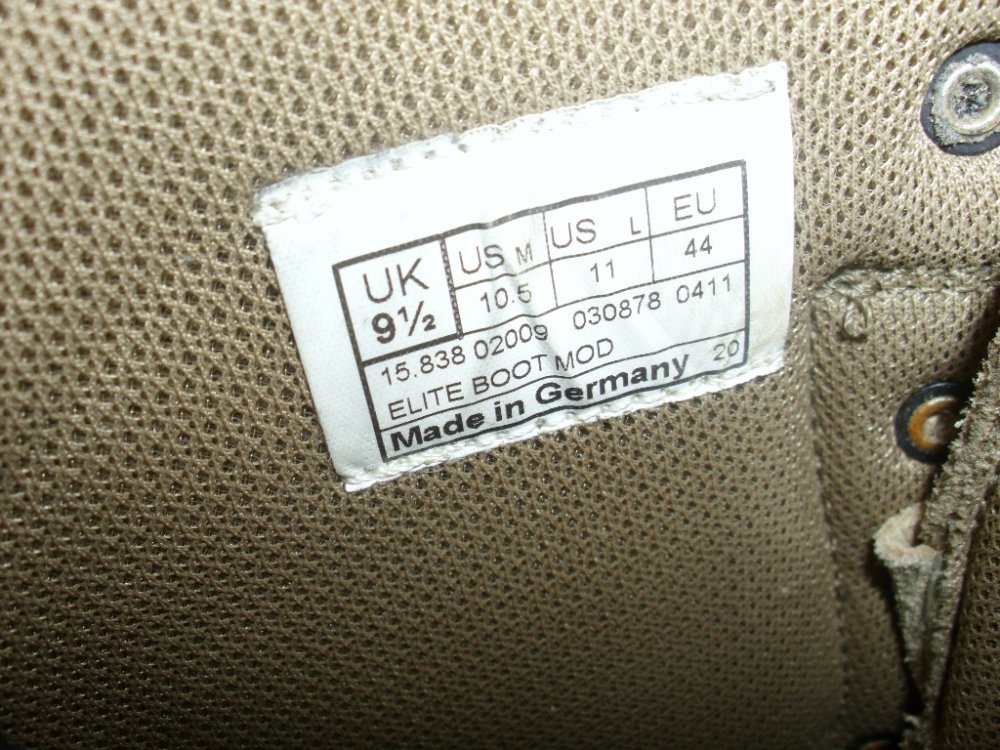 UK US M US L EU
9½ 10.5 11 44
15.838 02009 030878 0411
ELITE BOOT MOD
Made in Germany 20